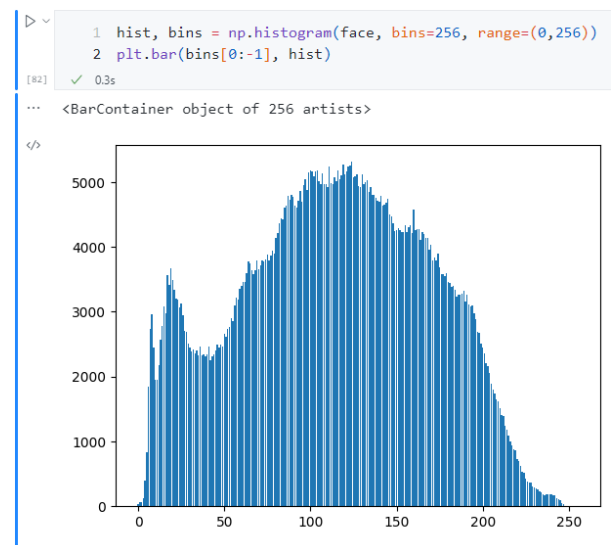 1 hist, bins = np.histogram(face, bins=256, range=(0,256))
2 plt.bar(bins[0:-1], hist)
[82] ✓ 0.3s
... <BarContainer object of 256 artists>
</>
5000
4000
3000
2000
1000
0
0 50 100 150 200 250